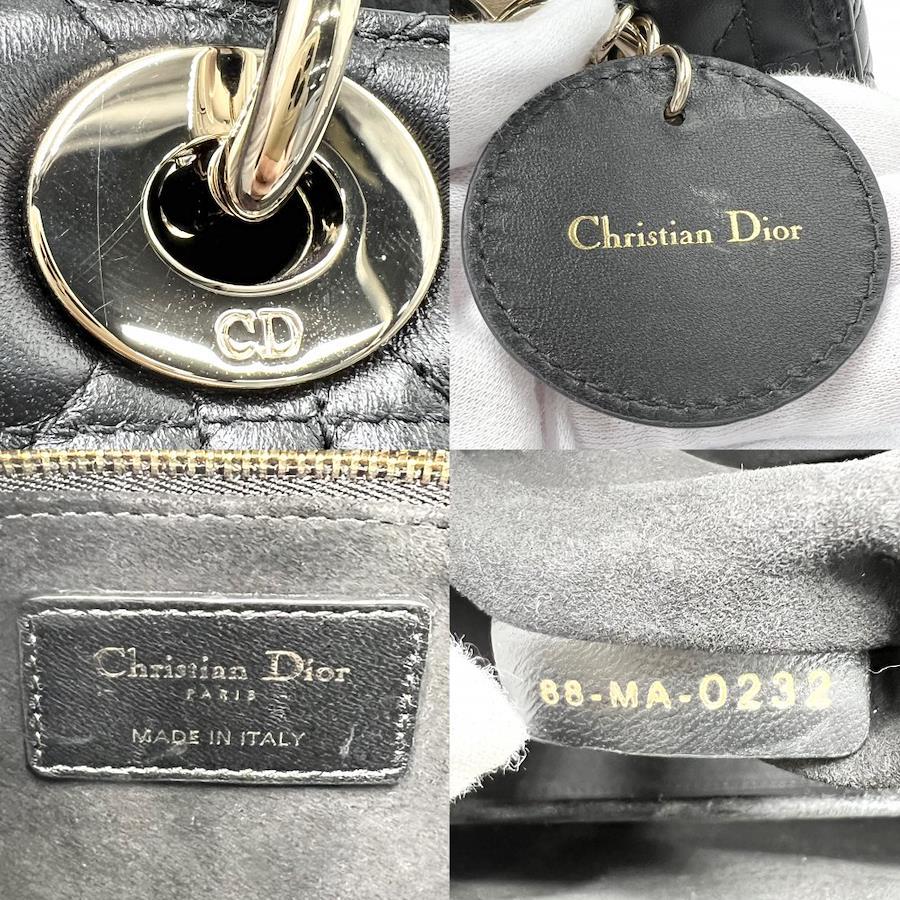 CD
Christian Dior
Christian Dior
PARIS
MADE IN ITALY
88-MA-0232